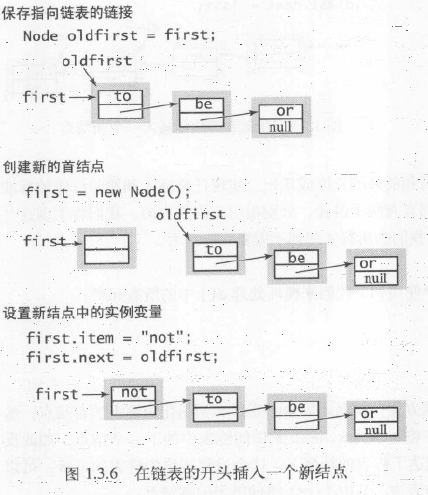 保存指向链表的链接
Node oldfirst = first;
oldfirst
first
to
be
or
null
创建新的首结点
first = new Node();
oldfirst
first
to
be
or
null
设置新结点中的实例变量
first.item = "not";
first.next = oldfirst;
first
not
to
be
or
null
图 1.3.6 在链表的开头插入一个新结点